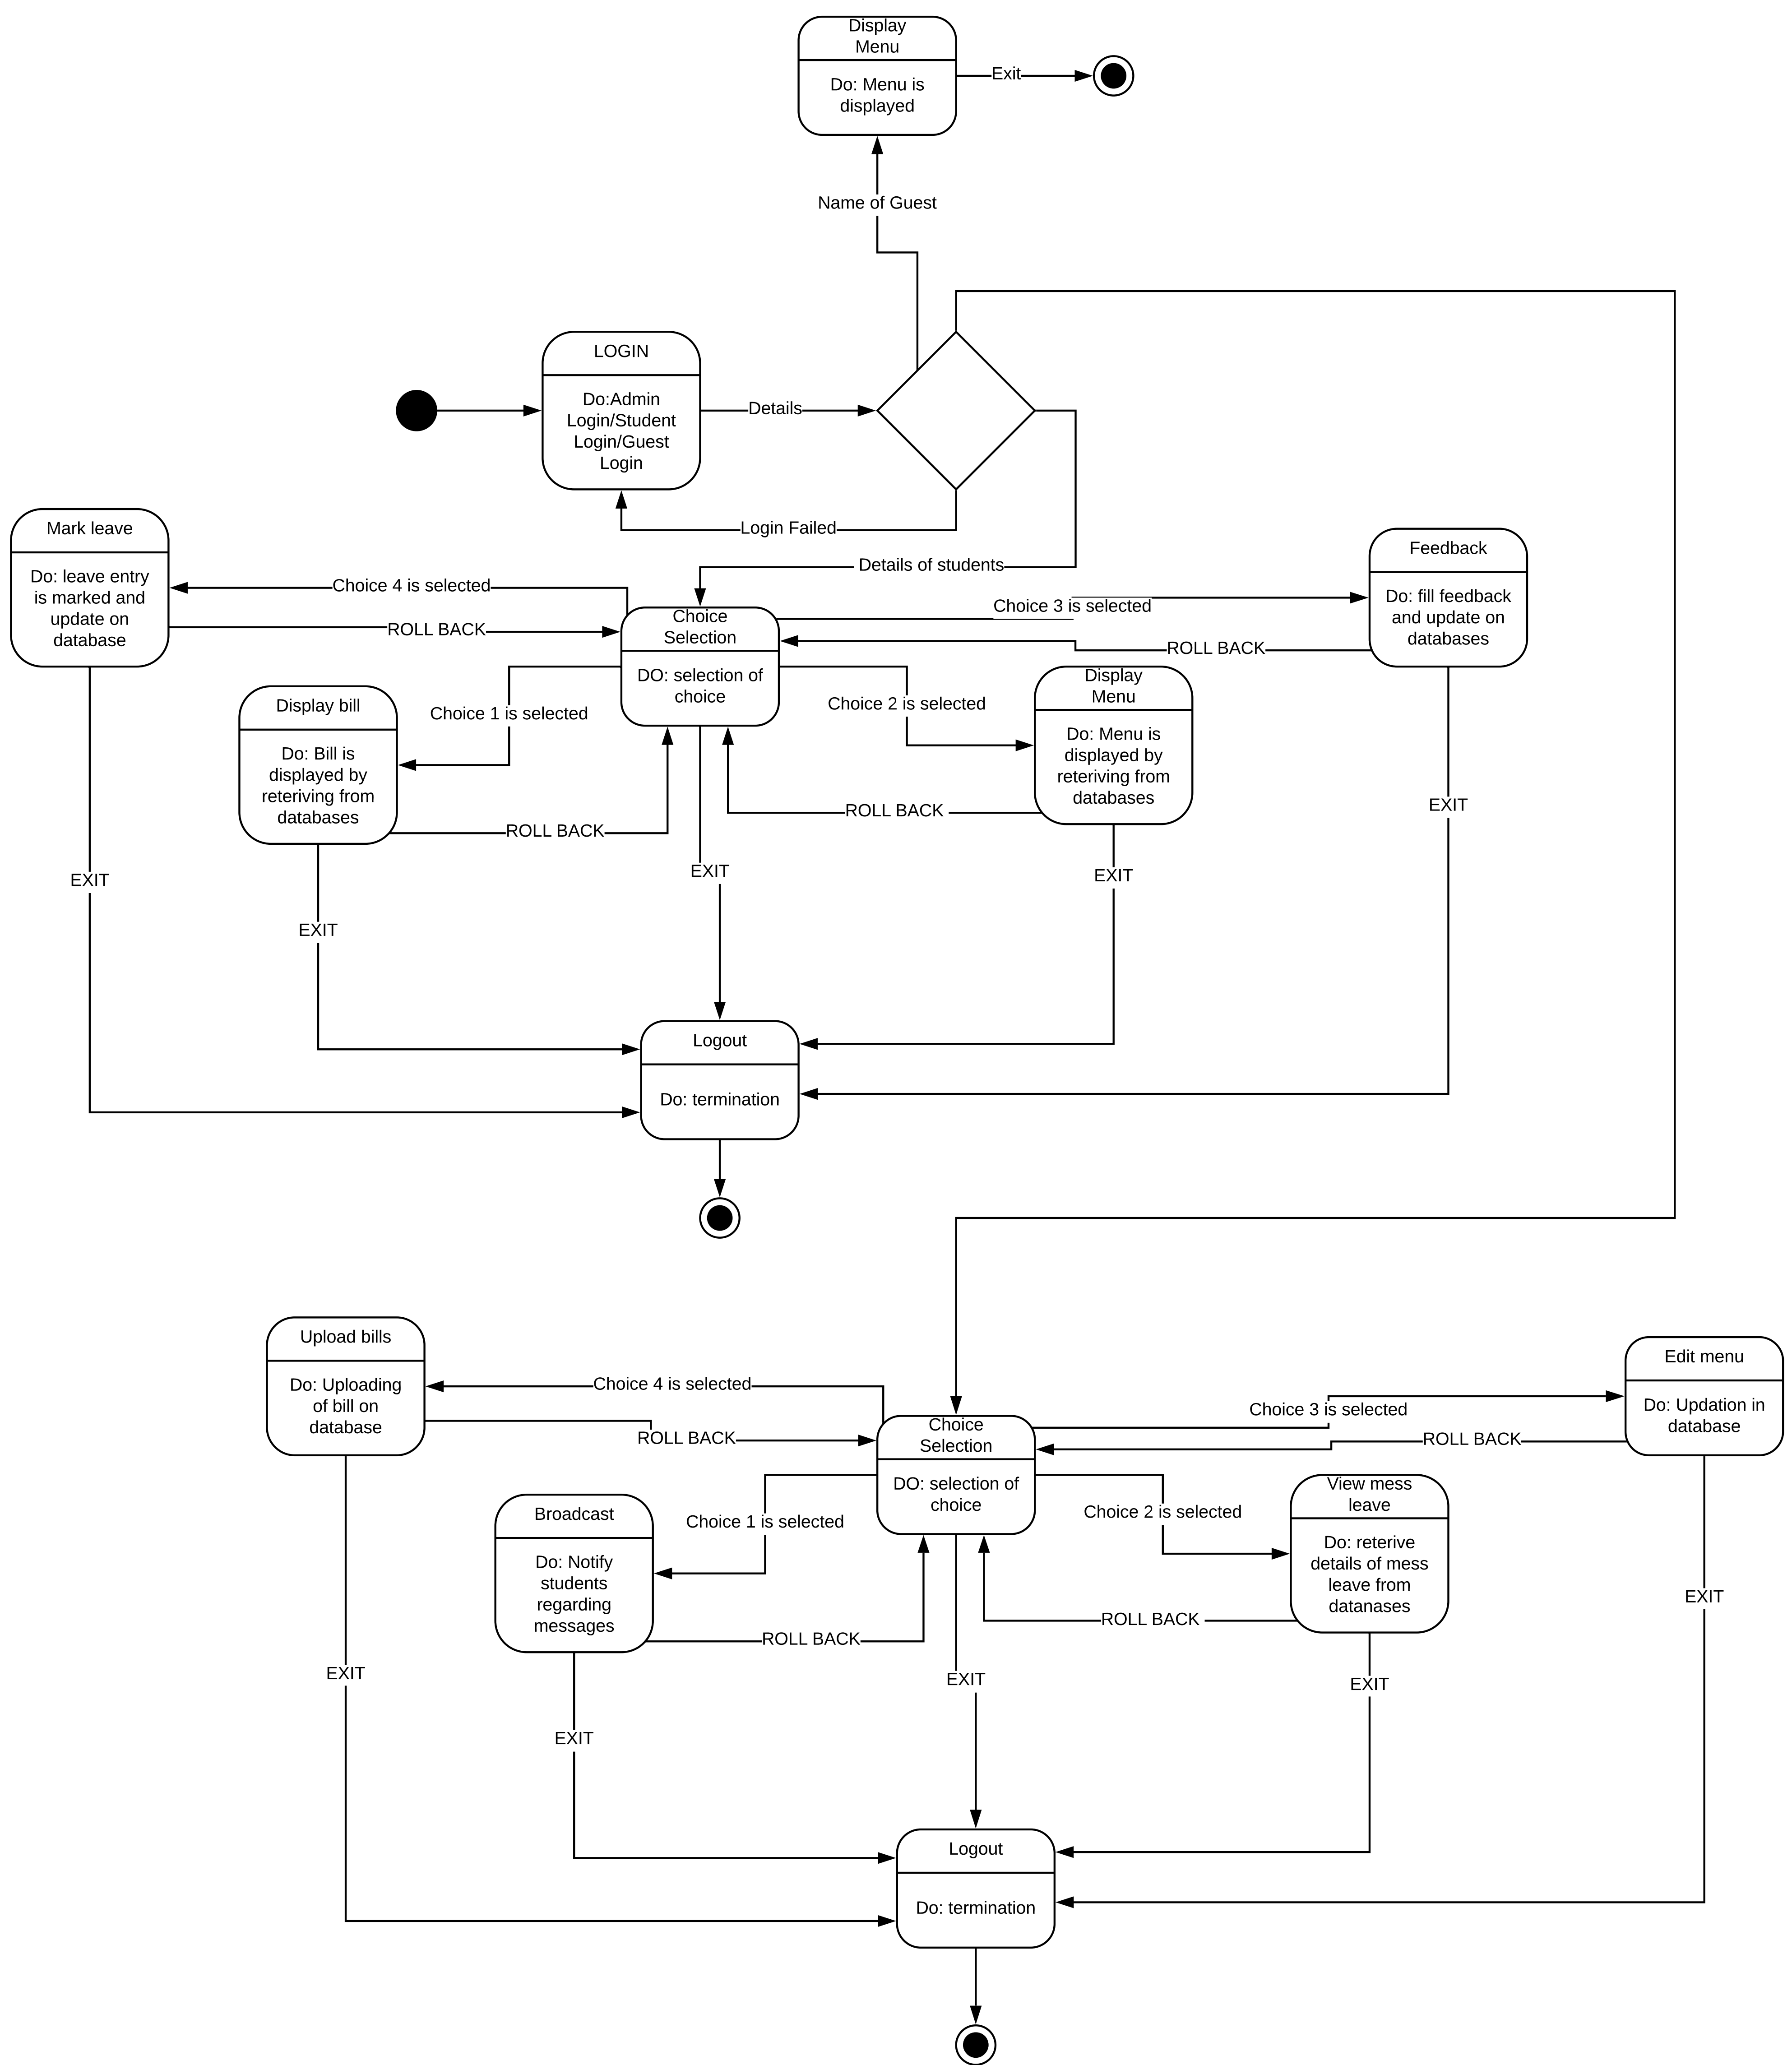 Display
Menu
Do: Menu is
displayed
Exit
Name of Guest
LOGIN
Do:Admin
Login/Student
Login/Guest
Login
Details
Login Failed
Details of students
Mark leave
Do: leave entry
is marked and
update on
database
Choice 4 is selected
ROLL BACK
Choice
Selection
DO: selection of
choice
Choice 3 is selected
ROLL BACK
Feedback
Do: fill feedback
and update on
databases
Display bill
Do: Bill is
displayed by
reteriving from
databases
Choice 1 is selected
ROLL BACK
Choice 2 is selected
ROLL BACK
Display
Menu
Do: Menu is
displayed by
reteriving from
databases
EXIT
EXIT
EXIT
EXIT
EXIT
Logout
Do: termination
Upload bills
Do: Uploading
of bill on
database
Choice 4 is selected
ROLL BACK
Choice
Selection
DO: selection of
choice
Choice 3 is selected
ROLL BACK
Edit menu
Do: Updation in
database
Broadcast
Do: Notify
students
regarding
messages
Choice 1 is selected
ROLL BACK
Choice 2 is selected
ROLL BACK
View mess
leave
Do: reterive
details of mess
leave from
datanases
EXIT
EXIT
EXIT
EXIT
EXIT
Logout
Do: termination